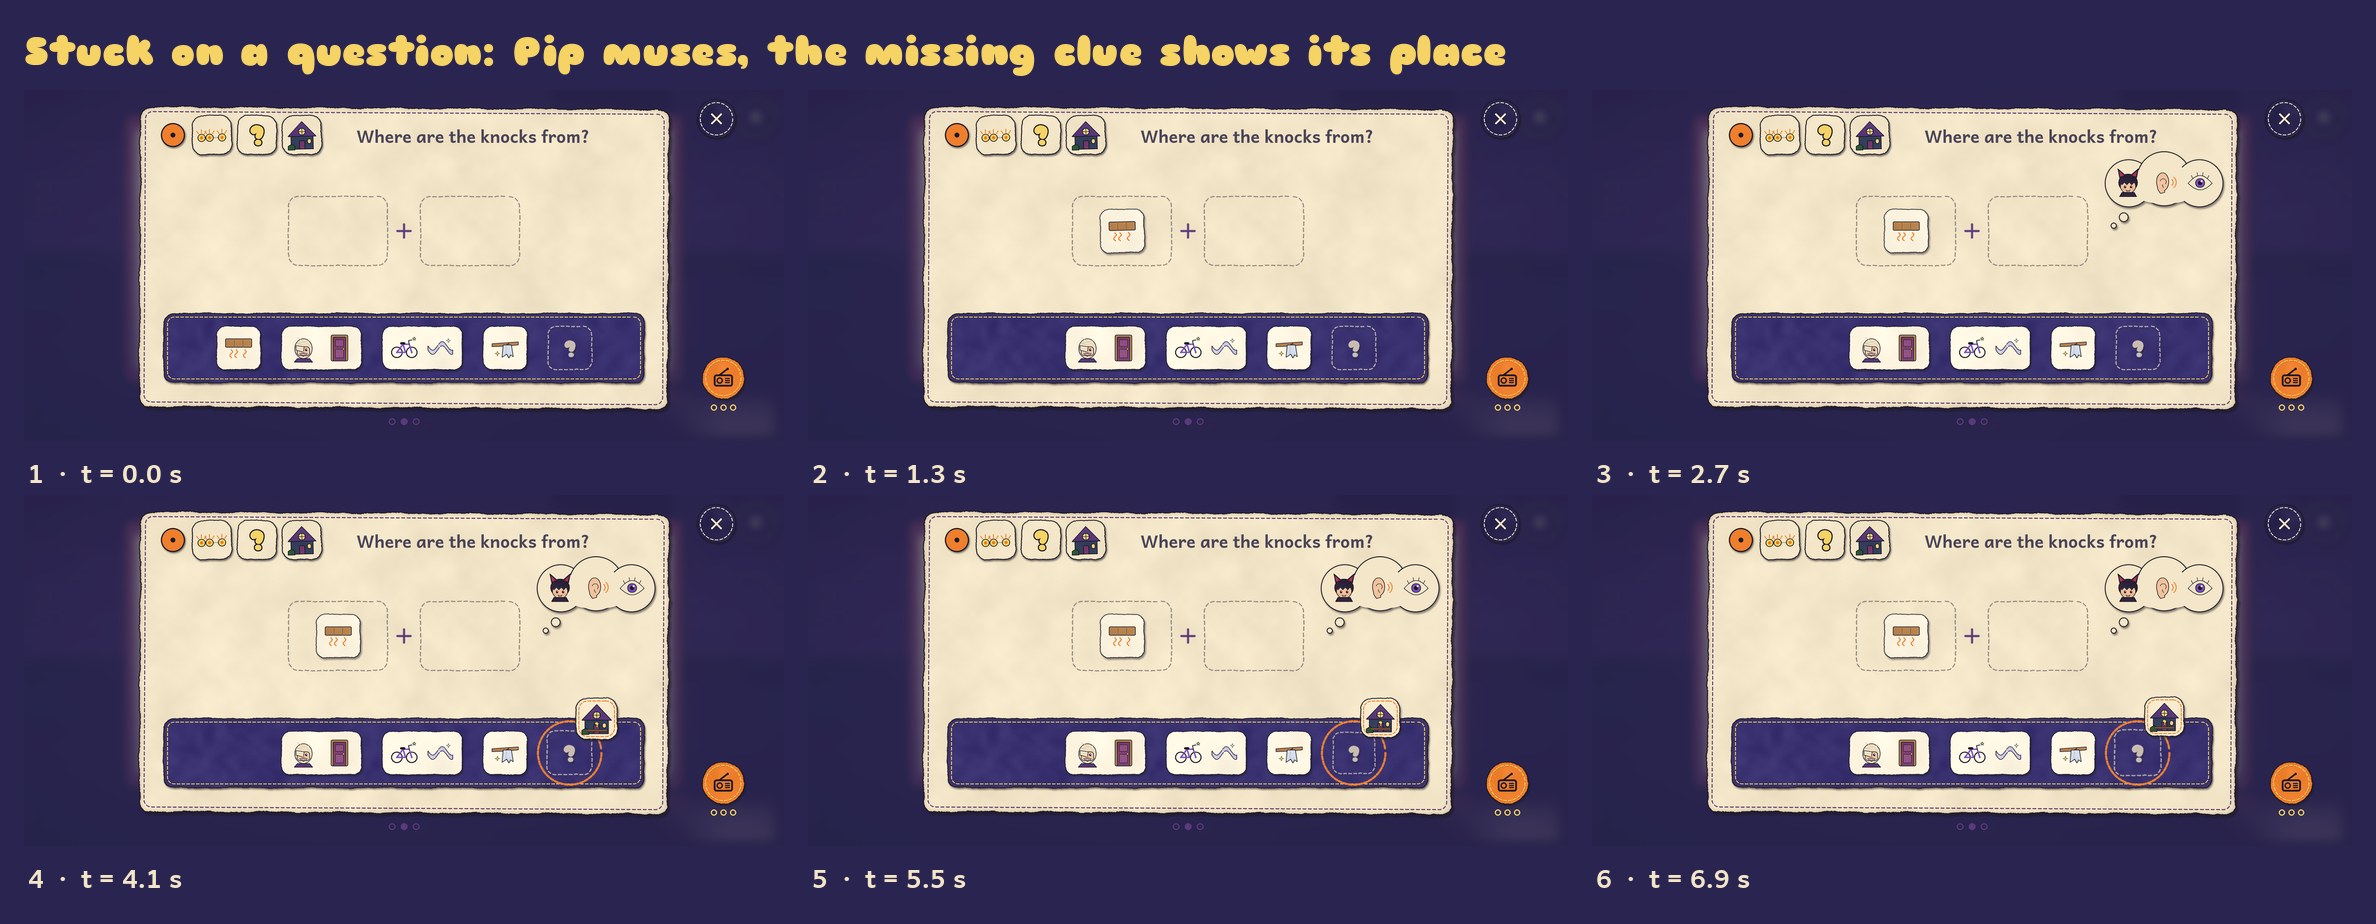 Stuck on a question: Pip muses, the missing clue shows its place
Where are the knocks from?
?
+
?
1 · t = 0.0 s
Where are the knocks from?
?
+
?
2 · t = 1.3 s
Where are the knocks from?
?
+
?
3 · t = 2.7 s
Where are the knocks from?
?
+
?
4 · t = 4.1 s
Where are the knocks from?
?
+
?
5 · t = 5.5 s
Where are the knocks from?
?
+
?
6 · t = 6.9 s